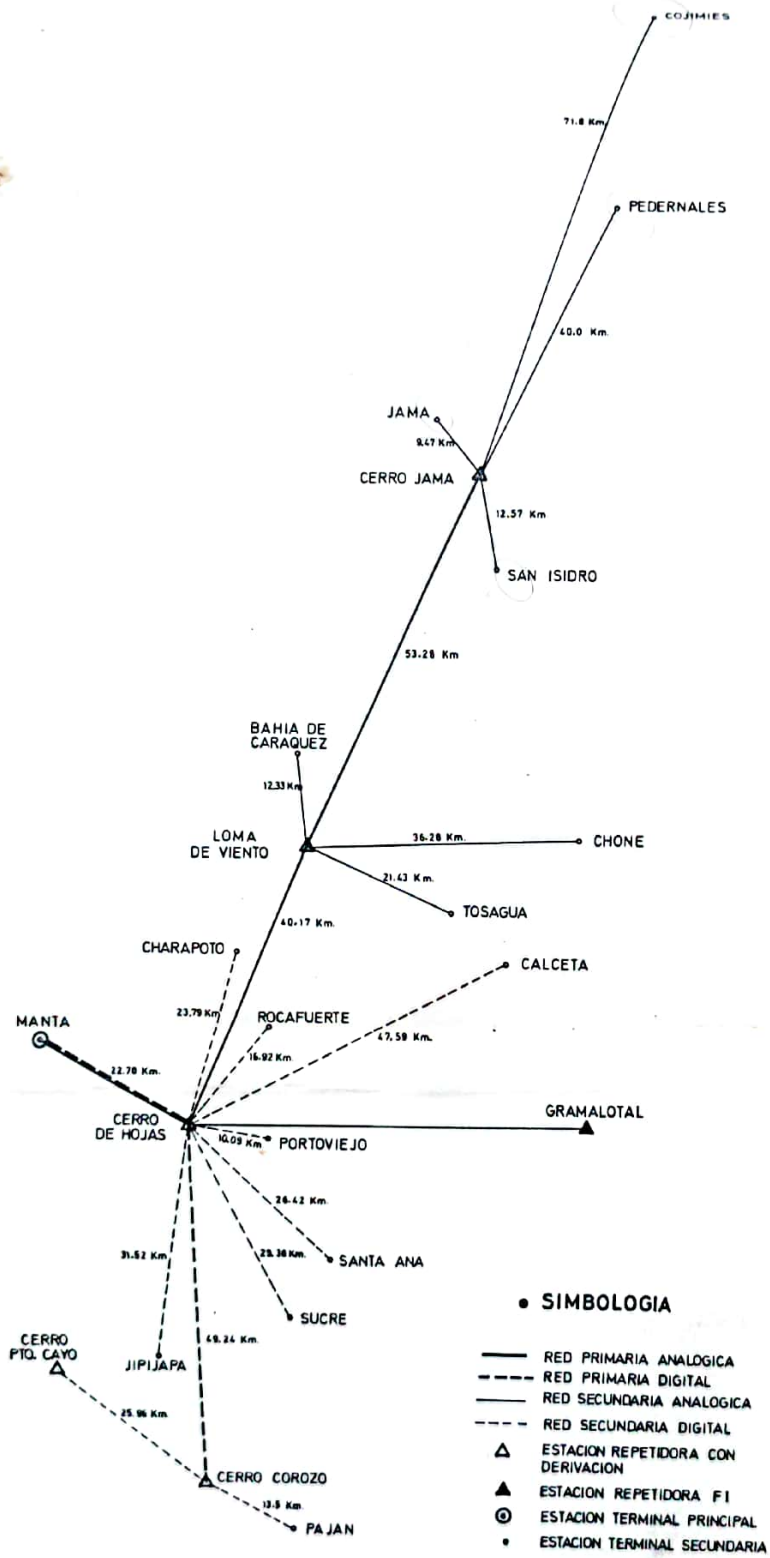 COJIMIES
71.8 Km.
PEDERNALES
40.0 Km.
JAMA
9.47 Km
CERRO JAMA
12.57 Km
SAN ISIDRO
53.28 Km
BAHIA DE
CARAQUEZ
12.33 Km
LOMA
DE VIENTO
36.28 Km.
CHONE
21.43 Km.
TOSAGUA
40.17 Km.
CHARAPOTO
CALCETA
23.79 Km
ROCAFUERTE
MANTA
47.59 Km.
16.92 Km.
22.78 Km.
GRAMALOTAL
CERRO
DE HOJAS
10.09 Km
PORTOVIEJO
26.42 Km.
31.52 Km
29.38 Km.
SANTA ANA
SUCRE
• SIMBOLOGIA
49.24 Km.
CERRO
PTO. CAYO
JIPIJAPA
RED PRIMARIA ANALOGICA
RED PRIMARIA DIGITAL
RED SECUNDARIA ANALOGICA
RED SECUNDARIA DIGITAL
25.96 Km.
ESTACION REPETIDORA CON
DERIVACION
CERRO COROZO
ESTACION REPETIDORA F I
13.5 Km.
PAJAN
ESTACION TERMINAL PRINCIPAL
ESTACION TERMINAL SECUNDARIA